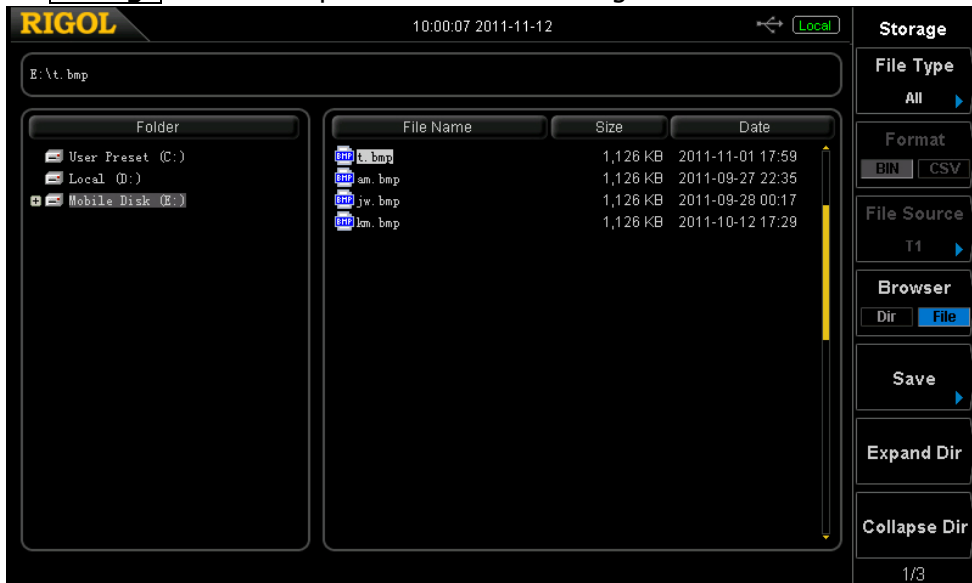 RIGOL
10:00:07 2011-11-12
Local
Storage
E:\t.bmp
File Type
All
Folder
File Name Size Date
User Preset (C:)
Local (D:)
Mobile Disk (E:)
BMP t.bmp 1,126 KB 2011-11-01 17:59
BMP am.bmp 1,126 KB 2011-09-27 22:35
BMP jw.bmp 1,126 KB 2011-09-28 00:17
BMP km.bmp 1,126 KB 2011-10-12 17:29
Format
BIN CSV
File Source
T1
Browser
Dir File
Save
Expand Dir
Collapse Dir
1/3